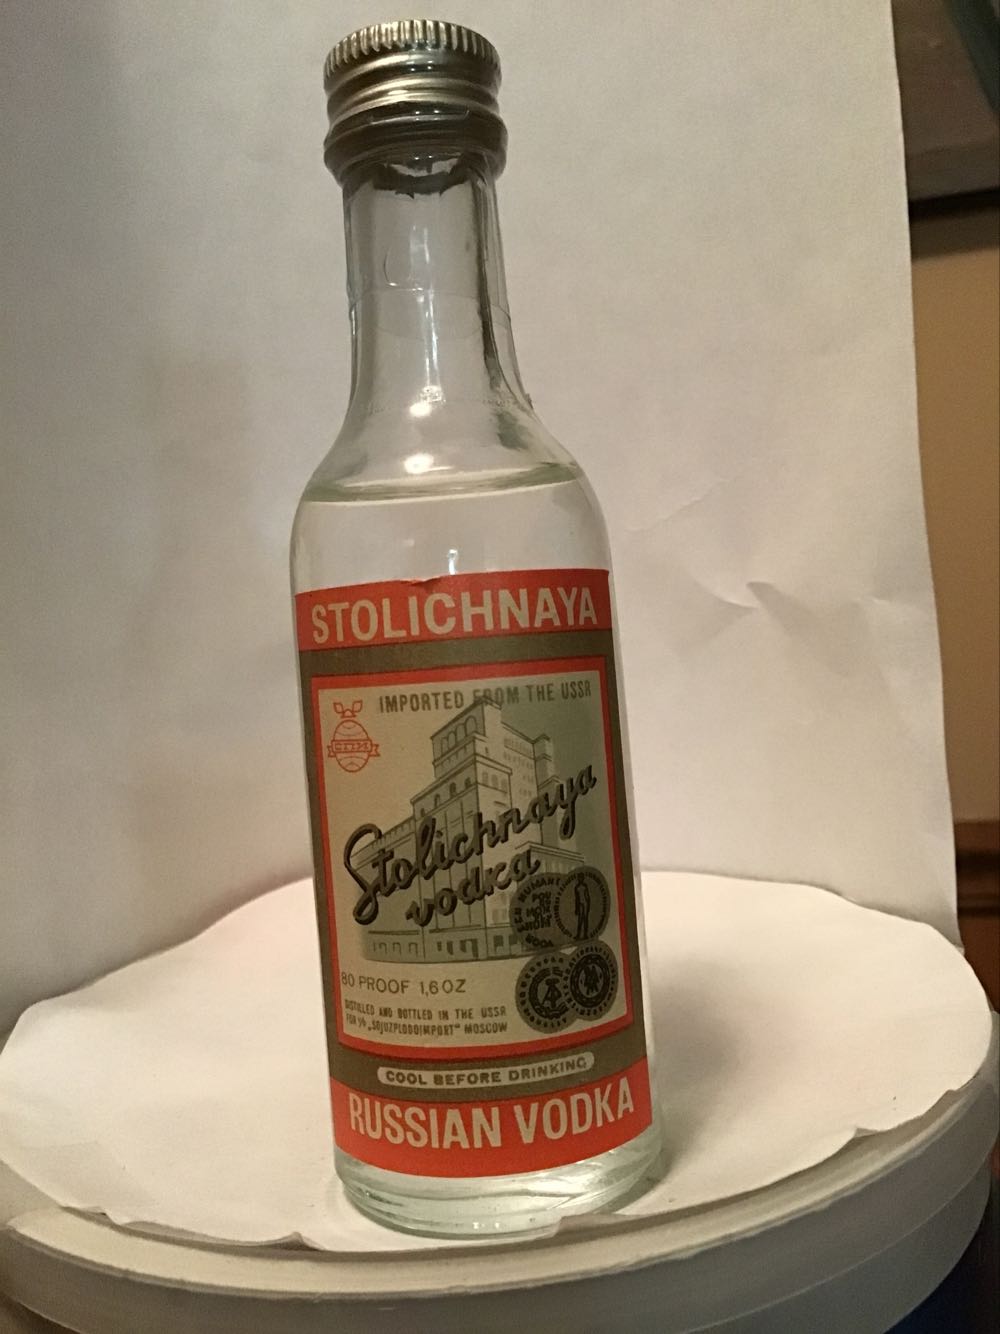 STOLICHNAYA
IMPORTED FROM THE USSR
Stolichnaya
vodka
80 PROOF 1,6 OZ
DISTILLED AND BOTTLED IN THE USSR
FOR V/O „SOJUZPLODOIMPORT“ MOSCOW
COOL BEFORE DRINKING
RUSSIAN VODKA